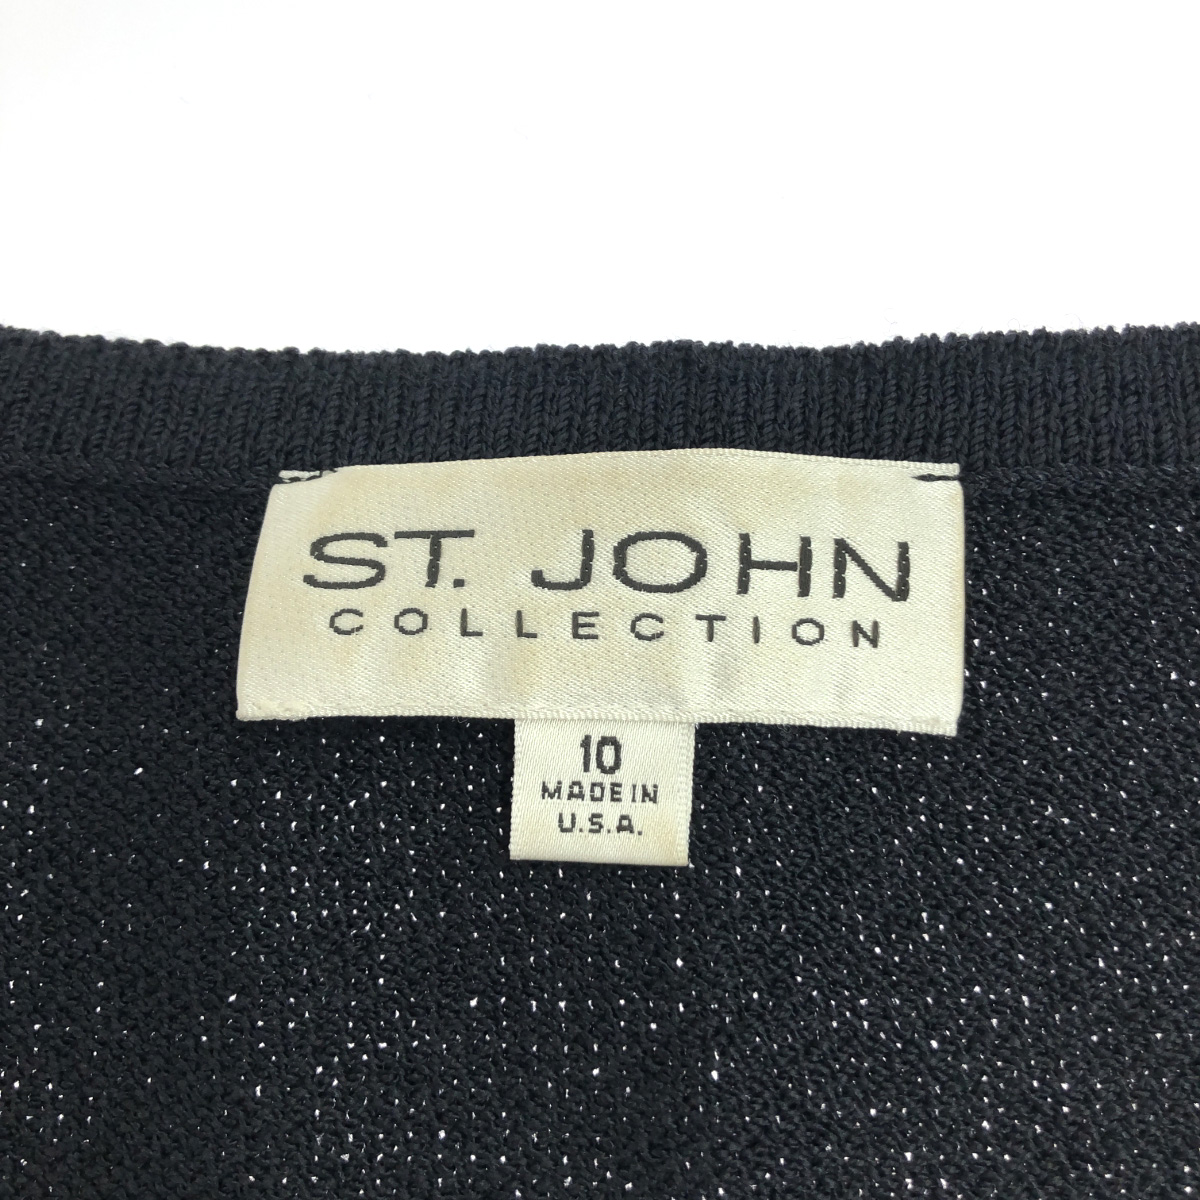 ST. JOHN
COLLECTION
10
MADE IN
U.S.A.